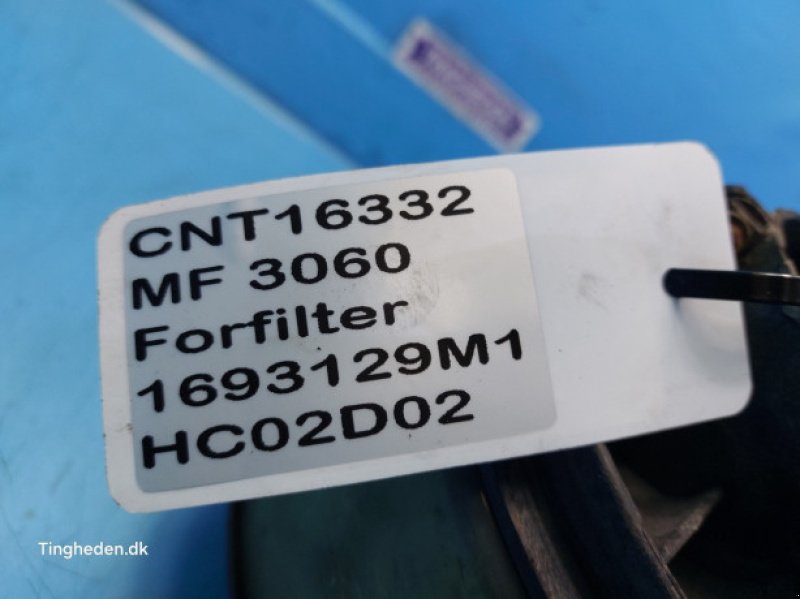 CNT16332
MF 3060
Forfilter
1693129M1
HC02D02
Tingheden.dk